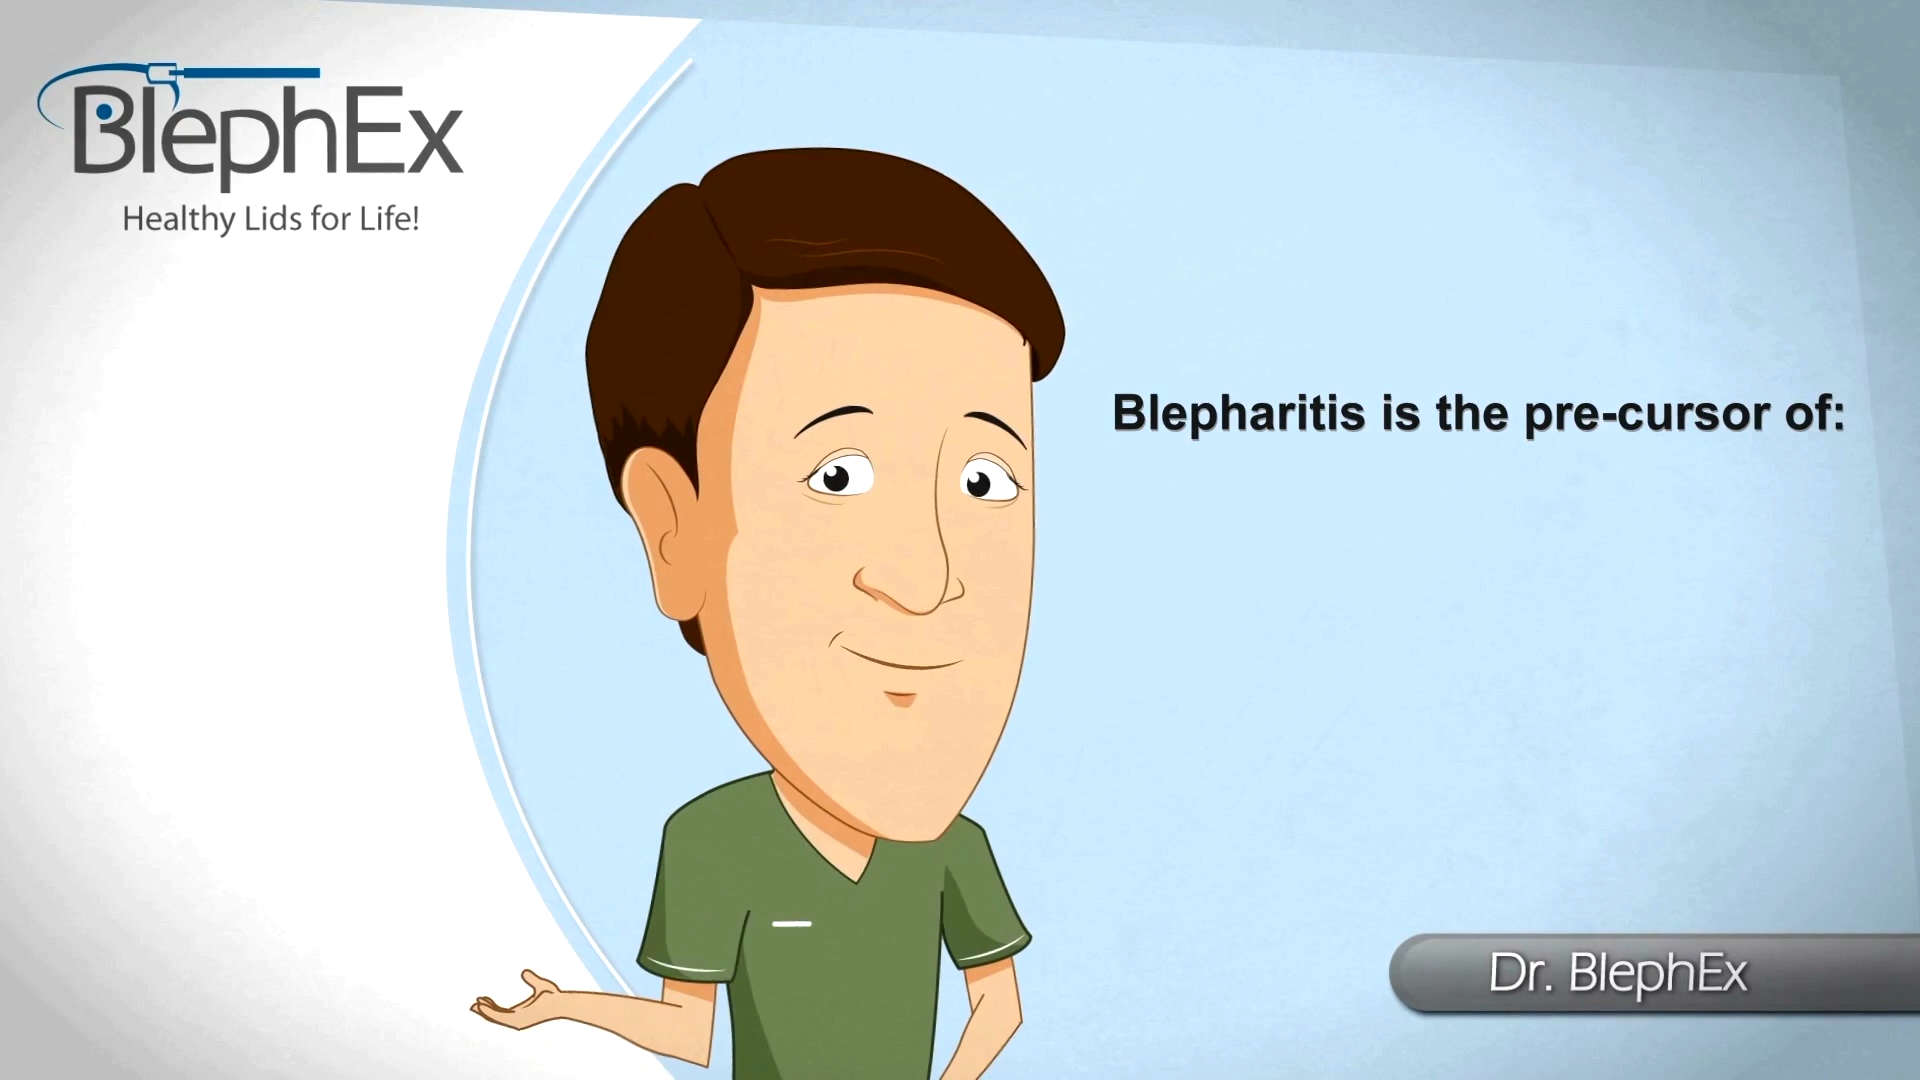 BlephEx
Healthy Lids for Life!
Blepharitis is the pre-cursor of:
Dr. BlephEx